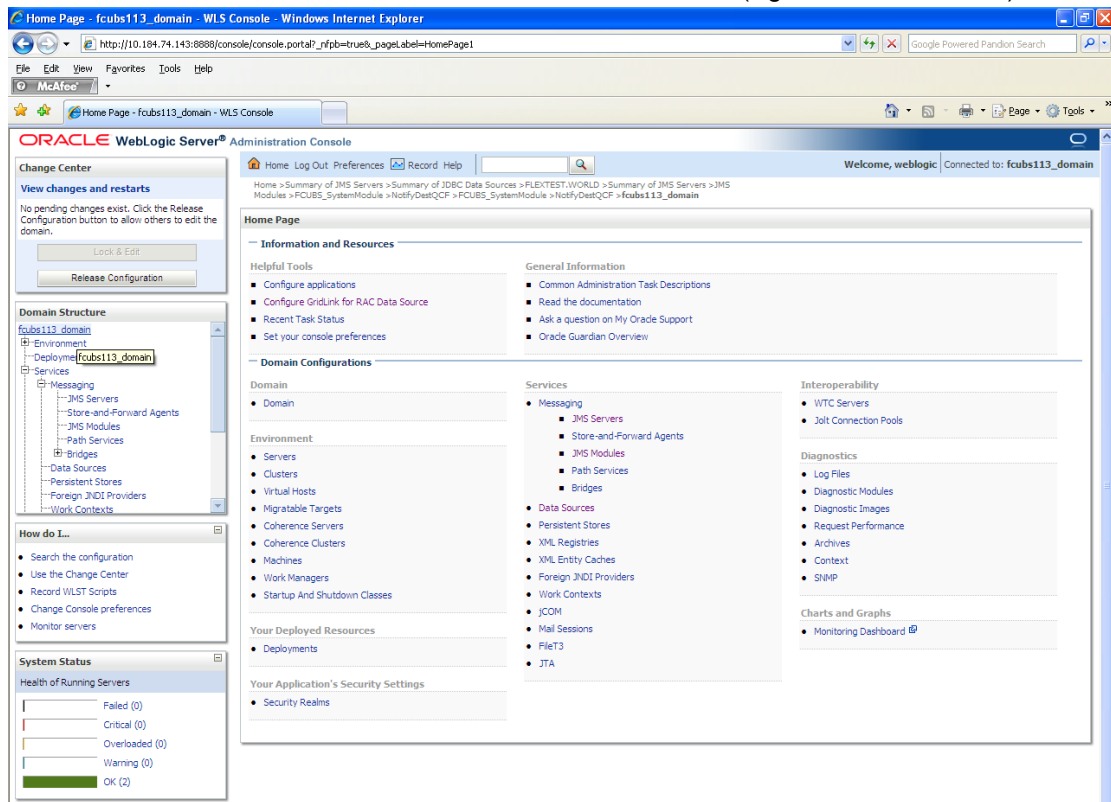 Home Page - fcubs113_domain - WLS Console - Windows Internet Explorer
http://10.184.74.143:8888/console/console.portal?_nfpb=true&_pageLabel=HomePage1
Google Powered Pandion Search
File Edit View Favorites Tools Help
McAfee
Home Page - fcubs113_domain - WLS Console
Page Tools
ORACLE WebLogic Server® Administration Console
Change Center
View changes and restarts
No pending changes exist. Click the Release
Configuration button to allow others to edit the
domain.
Lock & Edit
Release Configuration
Domain Structure
fcubs113_domain
Environment
Deployme
fcubs113_domain
Services
Messaging
JMS Servers
Store-and-Forward Agents
JMS Modules
Path Services
Bridges
Data Sources
Persistent Stores
Foreign JNDI Providers
Work Contexts
How do I...
Search the configuration
Use the Change Center
Record WLST Scripts
Change Console preferences
Monitor servers
System Status
Health of Running Servers
Failed (0)
Critical (0)
Overloaded (0)
Warning (0)
OK (2)
Home Log Out Preferences Record Help
Welcome, weblogic Connected to: fcubs113_domain
Home >Summary of JMS Servers >Summary of JDBC Data Sources >FLEXTEST.WORLD >Summary of JMS Servers >JMS
Modules >FCUBS_SystemModule >NotifyDestQCF >FCUBS_SystemModule >NotifyDestQCF >fcubs113_domain
Home Page
Information and Resources
Helpful Tools
Configure applications
Configure GridLink for RAC Data Source
Recent Task Status
Set your console preferences
General Information
Common Administration Task Descriptions
Read the documentation
Ask a question on My Oracle Support
Oracle Guardian Overview
Domain Configurations
Domain
Domain
Environment
Servers
Clusters
Virtual Hosts
Migratable Targets
Coherence Servers
Coherence Clusters
Machines
Work Managers
Startup And Shutdown Classes
Your Deployed Resources
Deployments
Your Application's Security Settings
Security Realms
Services
Messaging
JMS Servers
Store-and-Forward Agents
JMS Modules
Path Services
Bridges
Data Sources
Persistent Stores
XML Registries
XML Entity Caches
Foreign JNDI Providers
Work Contexts
jCOM
Mail Sessions
FileT3
JTA
Interoperability
WTC Servers
Jolt Connection Pools
Diagnostics
Log Files
Diagnostic Modules
Diagnostic Images
Request Performance
Archives
Context
SNMP
Charts and Graphs
Monitoring Dashboard